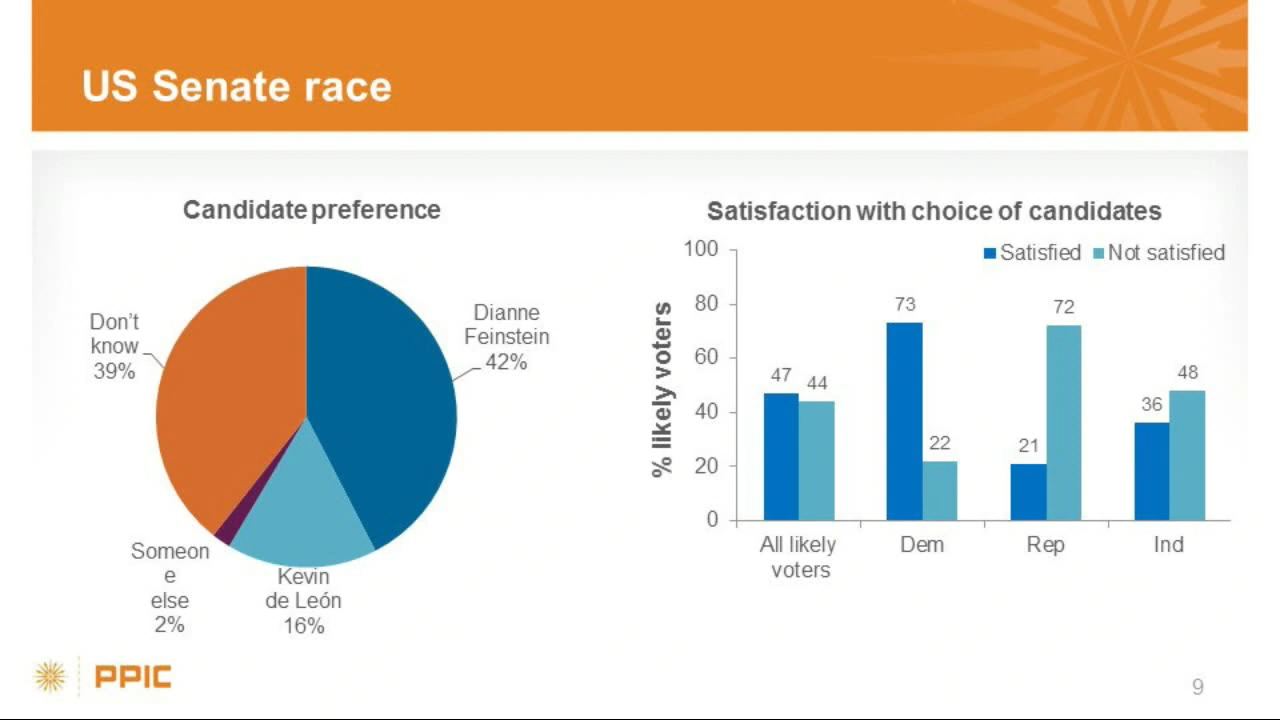 US Senate race
Candidate preference
Don't
know
39%
Dianne
Feinstein
42%
Someon
e
else
2%
Kevin
de León
16%
Satisfaction with choice of candidates
Satisfied
Not satisfied
% likely voters
100
80
60
40
20
0
47
44
73
22
21
72
36
48
All likely
voters
Dem
Rep
Ind
PPIC
9